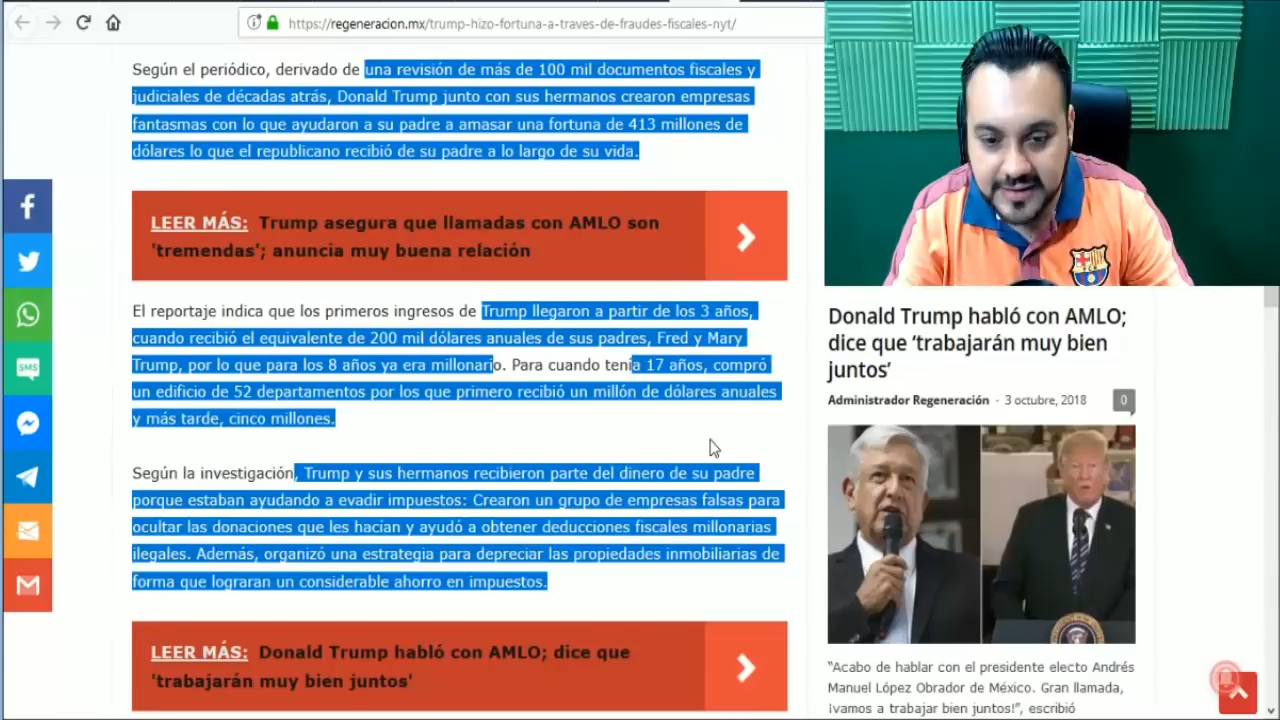 https://regeneracion.mx/trump-hizo-fortuna-a-traves-de-fraudes-fiscales-nyt/
Según el periódico, derivado de una revisión de más de 100 mil documentos fiscales y
judiciales de décadas atrás, Donald Trump junto con sus hermanos crearon empresas
fantasmas con lo que ayudaron a su padre a amasar una fortuna de 413 millones de
dólares lo que el republicano recibió de su padre a lo largo de su vida.
LEER MÁS: Trump asegura que llamadas con AMLO son
'tremendas'; anuncia muy buena relación
El reportaje indica que los primeros ingresos de Trump llegaron a partir de los 3 años,
cuando recibió el equivalente de 200 mil dólares anuales de sus padres, Fred y Mary
Trump, por lo que para los 8 años ya era millonario. Para cuando tenía 17 años, compró
un edificio de 52 departamentos por los que primero recibió un millón de dólares anuales
y más tarde, cinco millones.
Según la investigación, Trump y sus hermanos recibieron parte del dinero de su padre
porque estaban ayudando a evadir impuestos: Crearon un grupo de empresas falsas para
ocultar las donaciones que les hacían y ayudó a obtener deducciones fiscales millonarias
ilegales. Además, organizó una estrategia para depreciar las propiedades inmobiliarias de
forma que lograran un considerable ahorro en impuestos.
LEER MÁS: Donald Trump habló con AMLO; dice que
'trabajarán muy bien juntos'
SMS
Donald Trump habló con AMLO;
dice que ‘trabajarán muy bien
juntos’
Administrador Regeneración - 3 octubre, 2018 0
“Acabo de hablar con el presidente electo Andrés
Manuel López Obrador de México. Gran llamada,
¡vamos a trabajar bien juntos!”, escribió